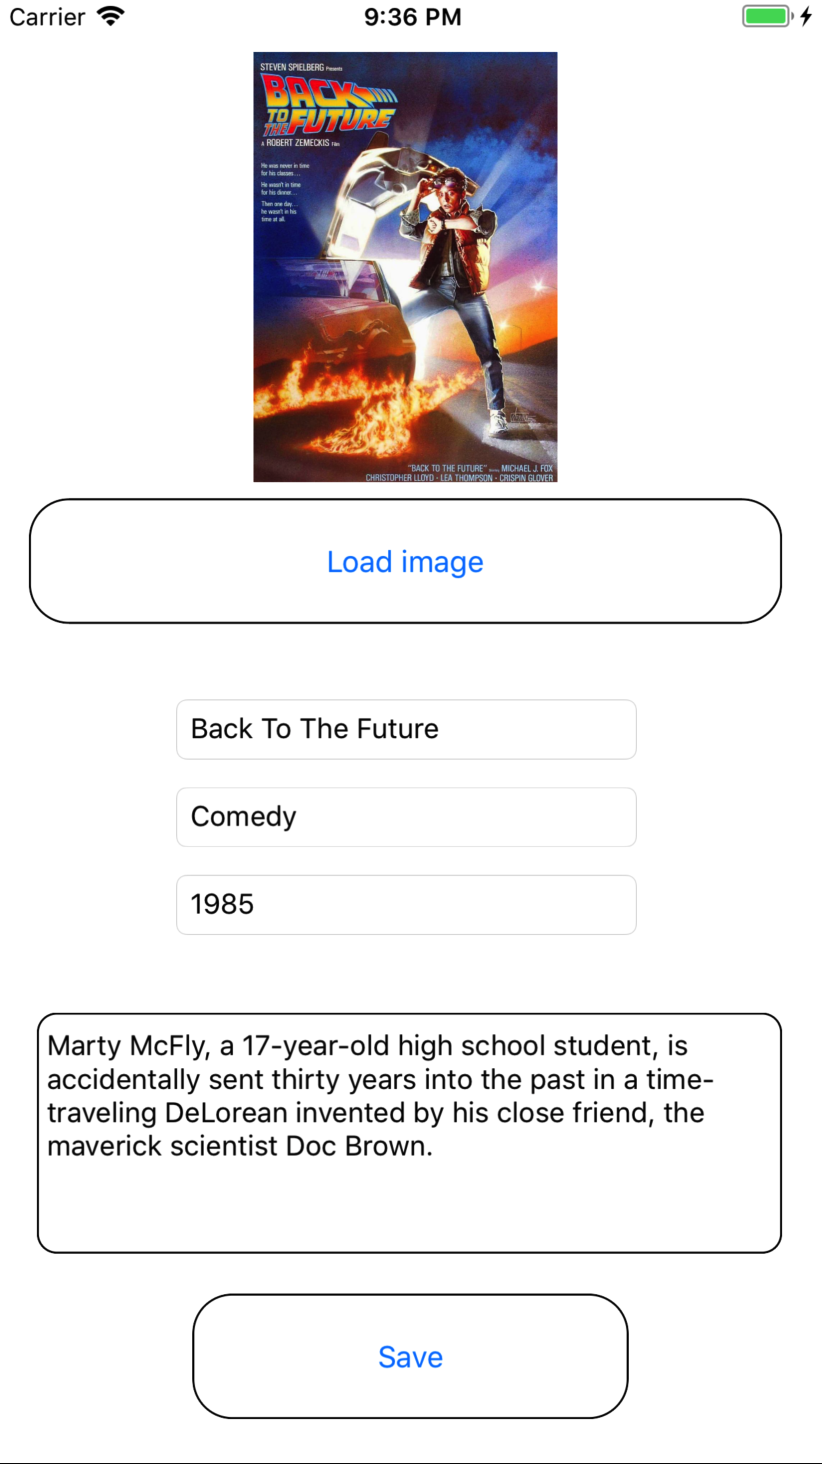 Carrier 9:36 PM
STEVEN SPIELBERG Presents
BACK
TO
THE FUTURE
A ROBERT ZEMECKIS Film
He was never in time
for his classes...
He wasn't in time
for his dinner...
Then one day...
he wasn't in his
time at all.
"BACK TO THE FUTURE" MICHAEL J. FOX
CHRISTOPHER LLOYD · LEA THOMPSON · CRISPIN GLOVER
Load image
Back To The Future
Comedy
1985
Marty McFly, a 17-year-old high school student, is
accidentally sent thirty years into the past in a time-
traveling DeLorean invented by his close friend, the
maverick scientist Doc Brown.
Save